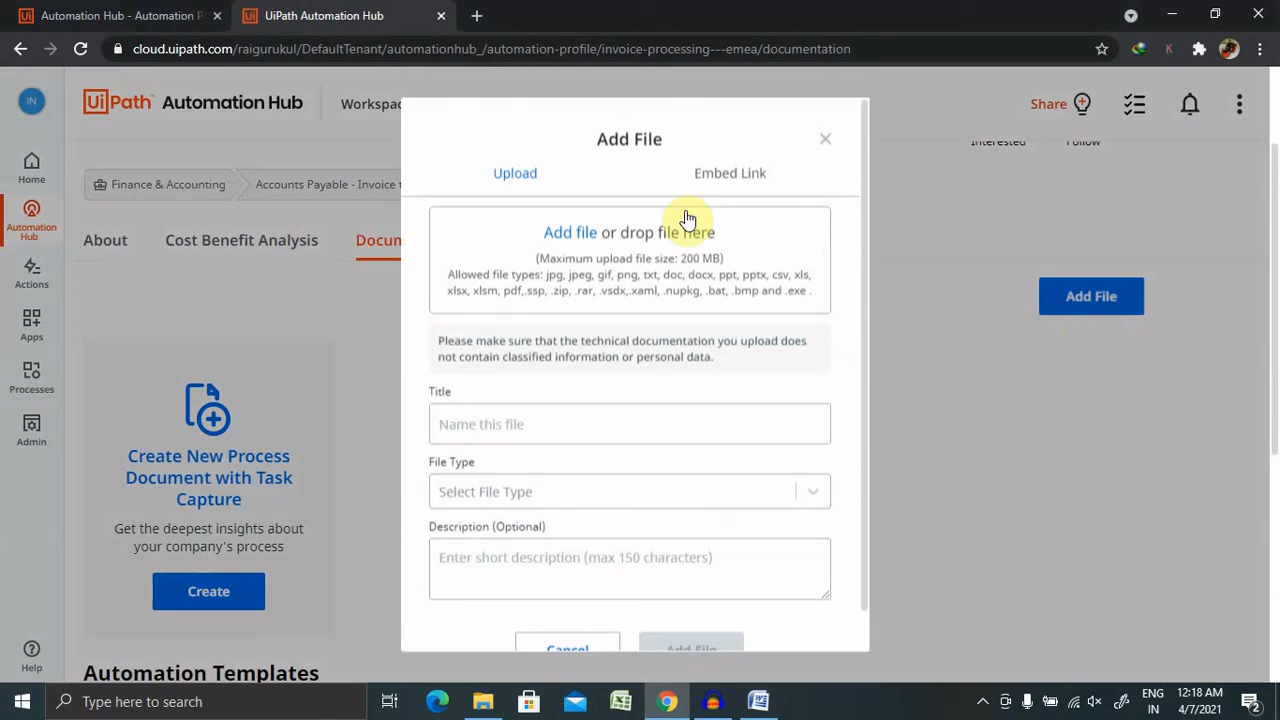 Automation Hub - Automation P
UiPath Automation Hub
cloud.uipath.com/raigurukul/DefaultTenant/automationhub_/automation-profile/invoice-processing---emea/documentation
IN
UiPath Automation Hub
Workspac
Share
Interested
Follow
Home
Automation
Hub
Actions
Apps
Processes
Admin
Help
Finance & Accounting
Accounts Payable - Invoice t
About
Cost Benefit Analysis
Docum
Add File
Create New Process
Document with Task
Capture
Get the deepest insights about
your company's process
Create
Automation Templates
Add File
Upload
Embed Link
Add file or drop file here
(Maximum upload file size: 200 MB)
Allowed file types: jpg, jpeg, gif, png, txt, doc, docx, ppt, pptx, csv, xls,
xlsx, xlsm, pdf,.ssp, .zip, .rar, .vsdx,.xaml, .nupkg, .bat, .bmp and .exe .
Please make sure that the technical documentation you upload does
not contain classified information or personal data.
Title
Name this file
File Type
Select File Type
Description (Optional)
Enter short description (max 150 characters)
Cancel
Add File
Type here to search
ENG
IN
12:18 AM
4/7/2021
2